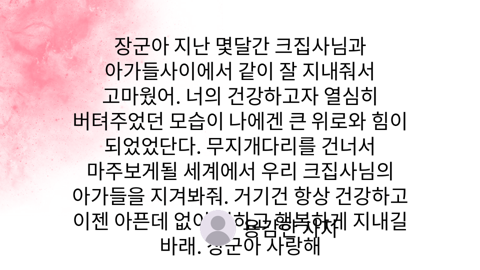 장군아 지난 몇달간 크집사님과
아가들사이에서 같이 잘 지내줘서
고마웠어. 너의 건강하고자 열심히
버텨주었던 모습이 나에겐 큰 위로와 힘이
되었었단다. 무지개다리를 건너서
마주보게될 세계에서 우리 크집사님의
아가들을 지겨봐줘. 거기건 항상 건강하고
이젠 아픈데 없이 하고 행복하게 지내길
용감한 사자
바래. 장군아 사랑해